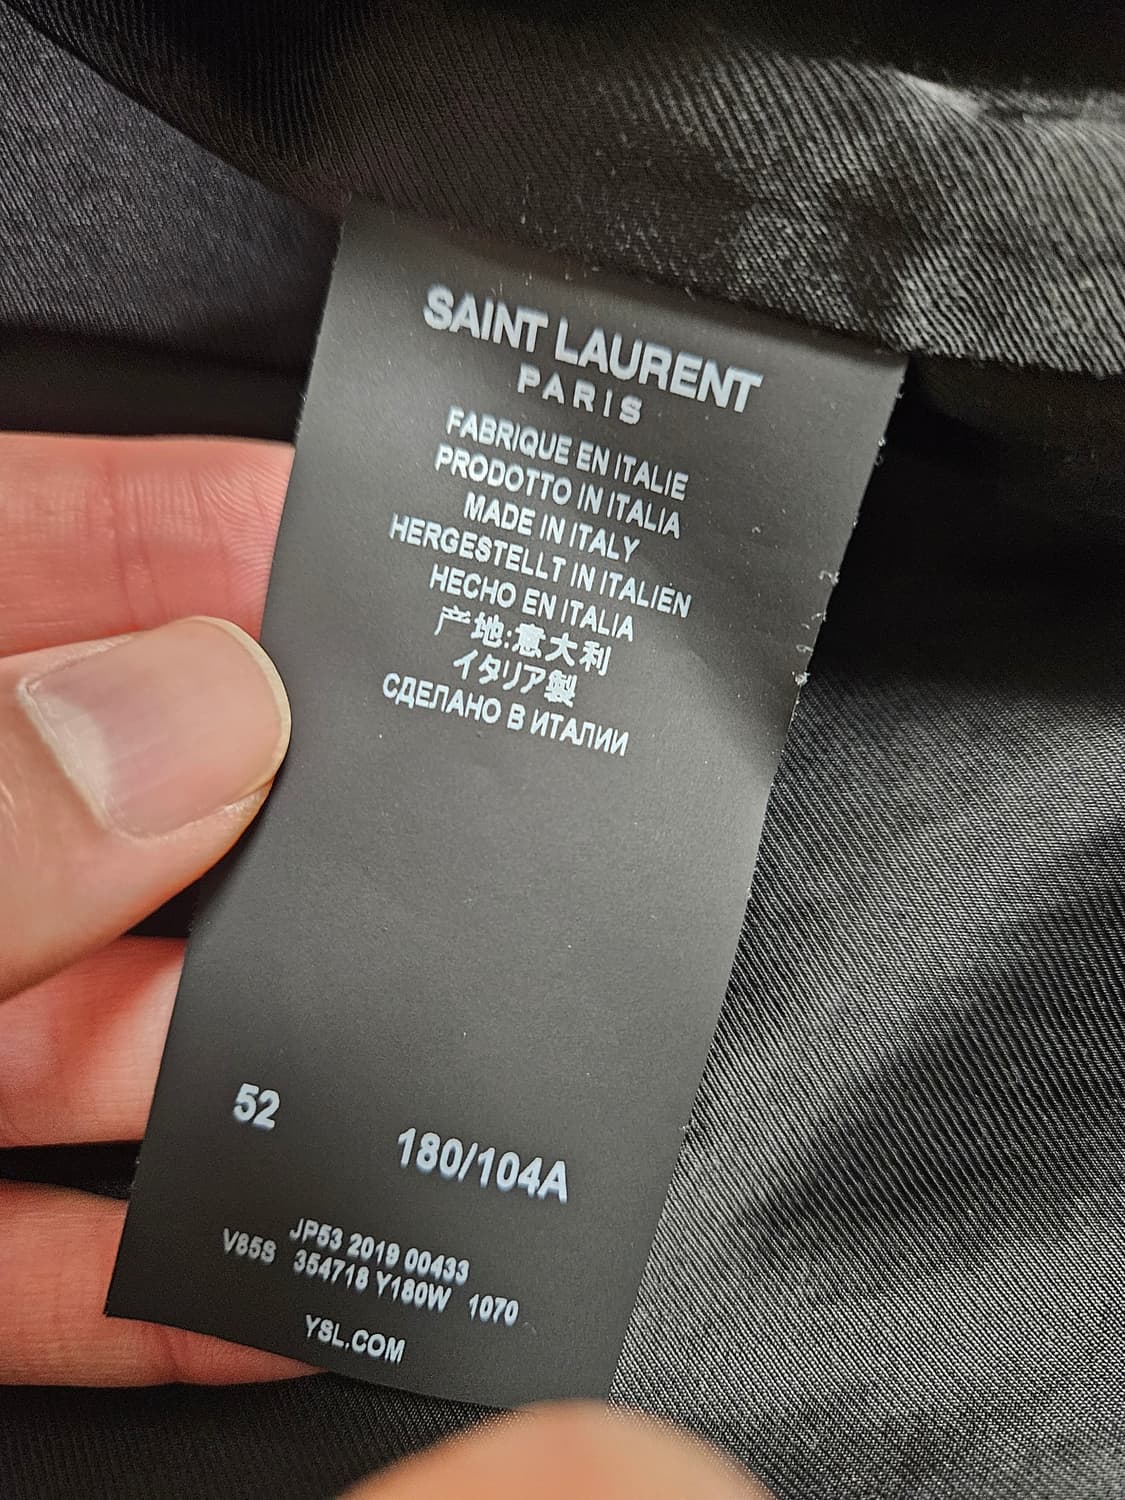 SAINT LAURENT
PARIS
FABRIQUE EN ITALIE
PRODOTTO IN ITALIA
MADE IN ITALY
HERGESTELLT IN ITALIEN
HECHO EN ITALIA
产地:意大利
イタリア製
СДЕЛАНО В ИТАЛИИ
52 180/104A
JP53 2019 00433
V85S 354718 Y180W 1070
YSL.COM